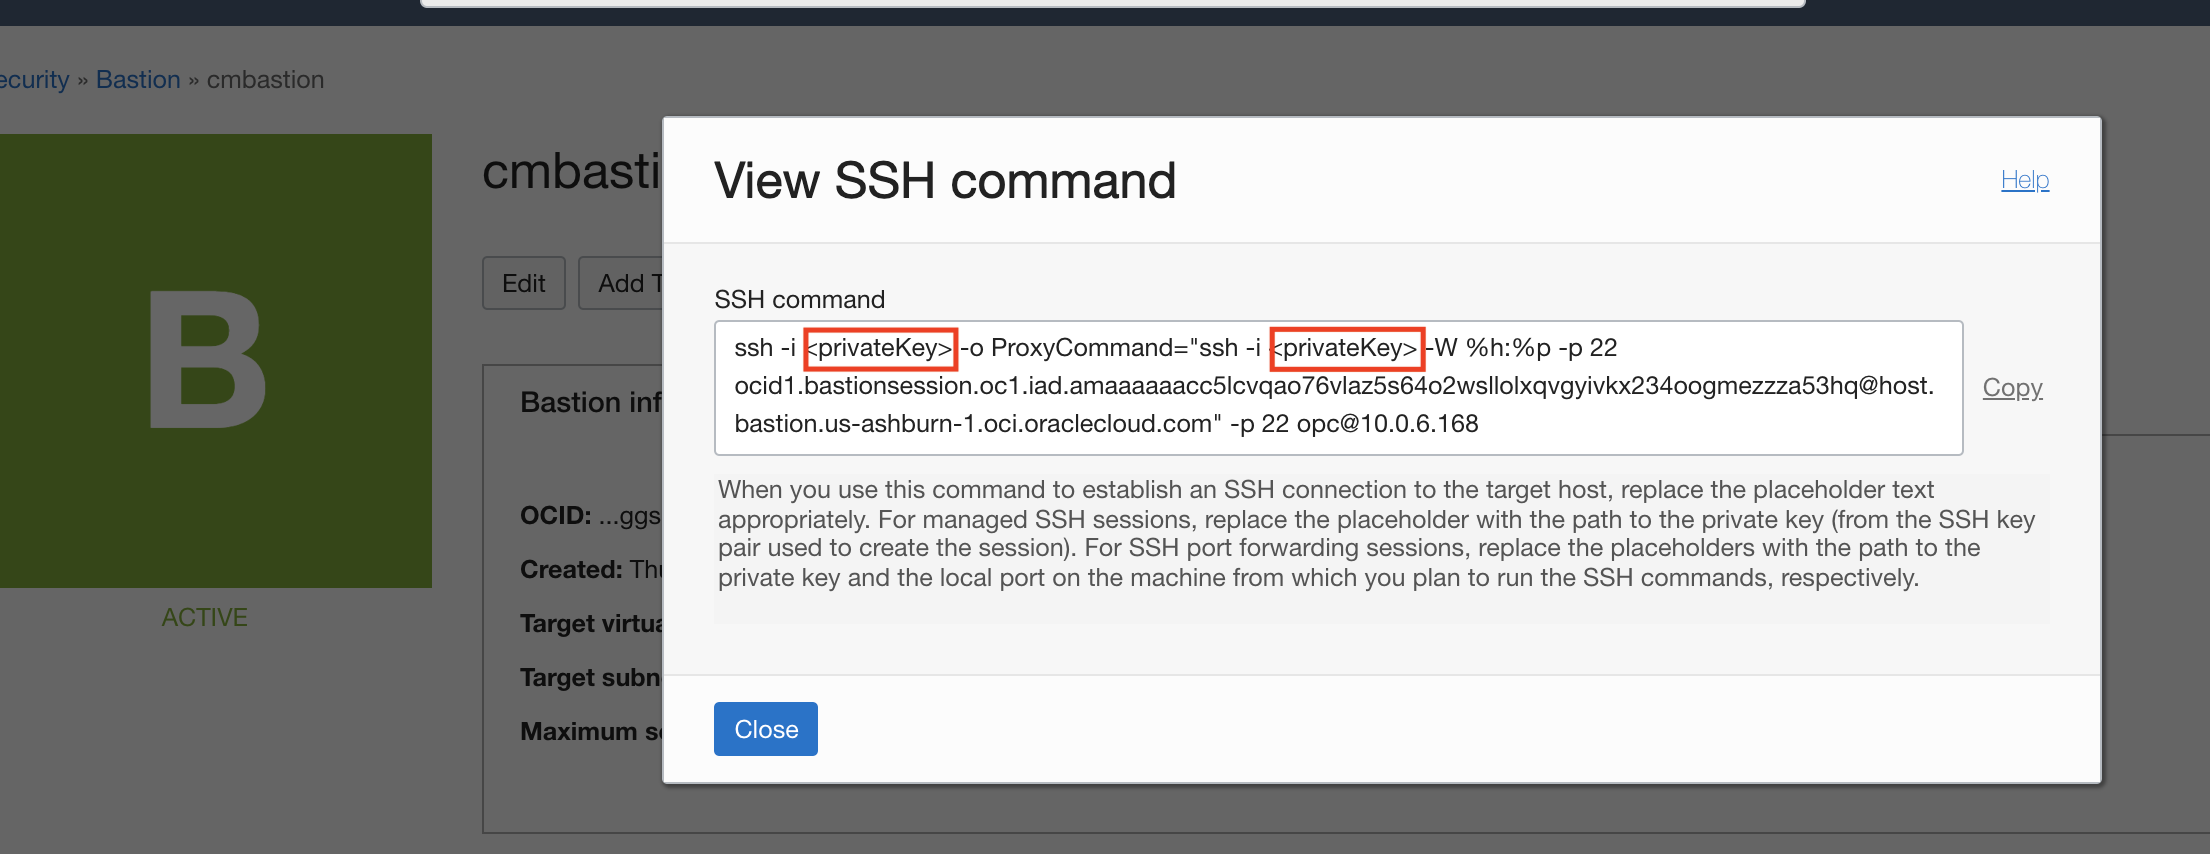 ecurity » Bastion » cmbastion
B
ACTIVE
cmbasti
Edit
Add T
Bastion inf
OCID: ...ggs
Created: Thu
Target virtua
Target subn
Maximum se
View SSH command
Help
SSH command
ssh -i <privateKey> -o ProxyCommand="ssh -i <privateKey> -W %h:%p -p 22
ocid1.bastionsession.oc1.iad.amaaaaaacc5lcvqao76vlaz5s64o2wsllolxqvgyivkx234oogmezzza53hq@host.
bastion.us-ashburn-1.oci.oraclecloud.com" -p 22 opc@10.0.6.168
Copy
When you use this command to establish an SSH connection to the target host, replace the placeholder text
appropriately. For managed SSH sessions, replace the placeholder with the path to the private key (from the SSH key
pair used to create the session). For SSH port forwarding sessions, replace the placeholders with the path to the
private key and the local port on the machine from which you plan to run the SSH commands, respectively.
Close